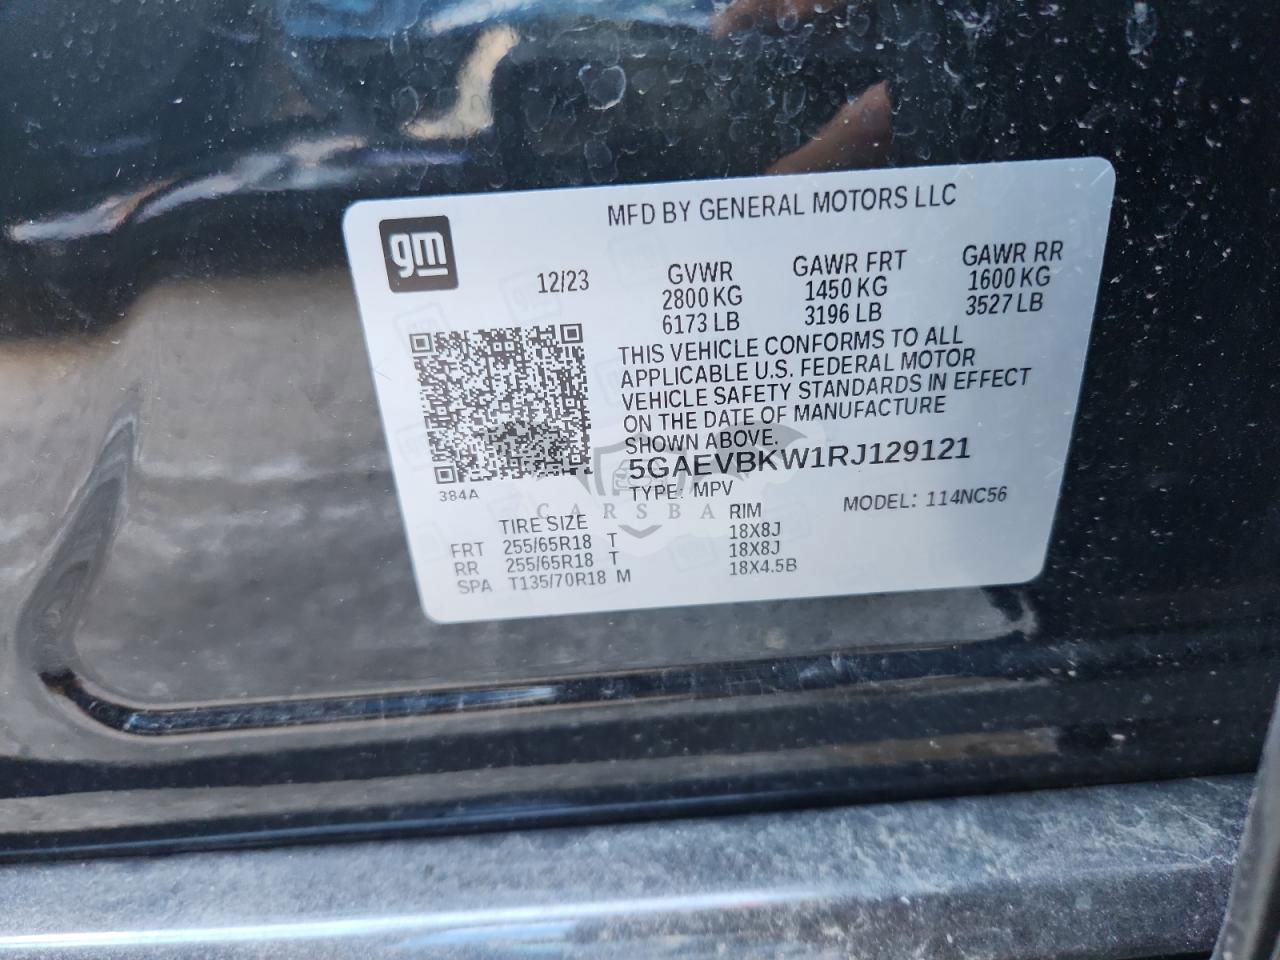 gm
MFD BY GENERAL MOTORS LLC
12/23
GVWR
2800 KG
6173 LB
GAWR FRT
1450 KG
3196 LB
GAWR RR
1600 KG
3527 LB
THIS VEHICLE CONFORMS TO ALL
APPLICABLE U.S. FEDERAL MOTOR
VEHICLE SAFETY STANDARDS IN EFFECT
ON THE DATE OF MANUFACTURE
SHOWN ABOVE.
5GAEVBKW1RJ129121
384A
TYPE: MPV
MODEL: 114NC56
CARSBA
TIRE SIZE RIM
FRT 255/65R18 T 18X8J
RR 255/65R18 T 18X8J
SPA T135/70R18 M 18X4.5B